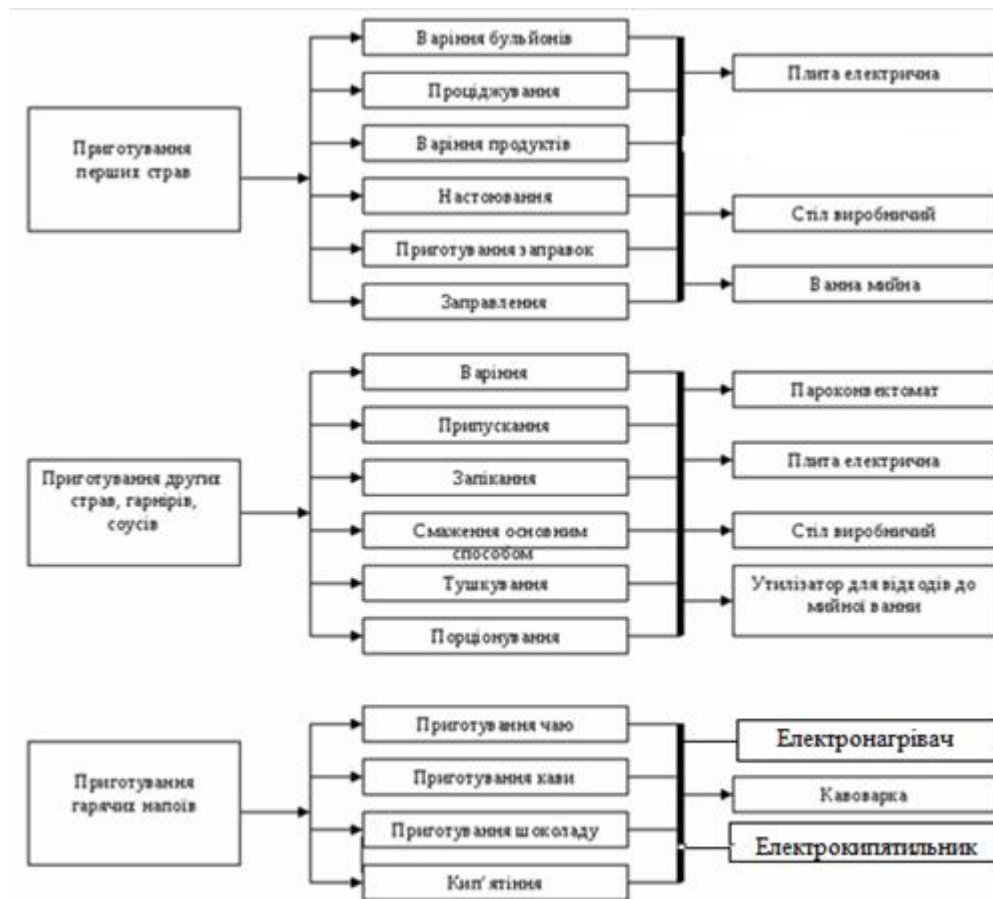 Приготування
перших страв
Варіння бульйонів
Проціджування
Варіння продуктів
Настоювання
Приготування заправок
Заправлення
Плита електрична
Стіл виробничий
Ванна мийна
Приготування других
страв, гарнірів,
соусів
Варіння
Припускання
Запікання
Смаження основним
способом
Тушкування
Порціонування
Пароконвектомат
Плита електрична
Стіл виробничий
Утилізатор для відходів до
мийної ванни
Приготування
гарячих напоїв
Приготування чаю
Приготування кави
Приготування шоколаду
Кип'ятіння
Електронагрівач
Кавоварка
Електрокипятильник